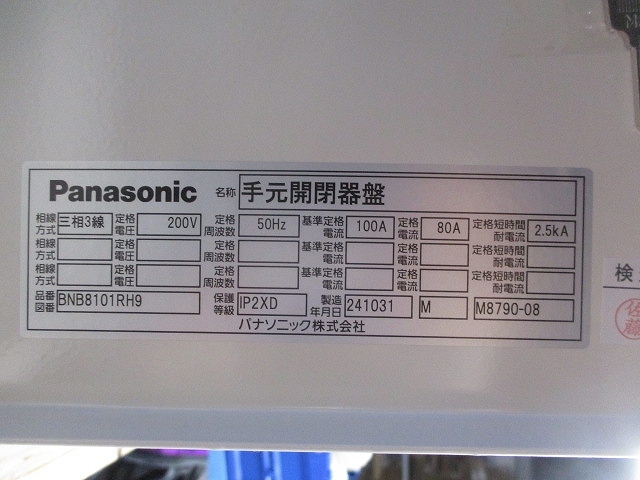 Panasonic 名称 手元開閉器盤
相線方式 三相3線 定格電圧 200V 定格周波数 50Hz 基準定格電流 100A 定格電流 80A 定格短時間耐電流 2.5kA
相線方式 定格電圧 定格周波数 基準定格電流 定格電流 定格短時間耐電流
相線方式 定格電圧 定格周波数 基準定格電流 定格電流 定格短時間耐電流
品番図番 BNB8101RH9 保護等級 IP2XD 製造年月日 241031 M M8790-08
パナソニック株式会社
検
佐藤